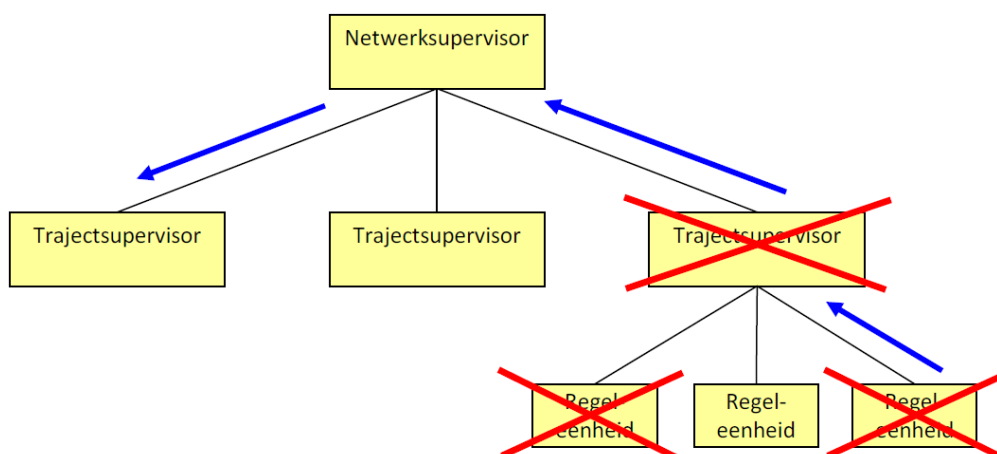 Netwerksupervisor
Trajectsupervisor
Trajectsupervisor
Trajectsupervisor
Regel-
eenheid
Regel-
eenheid
Regel-
eenheid